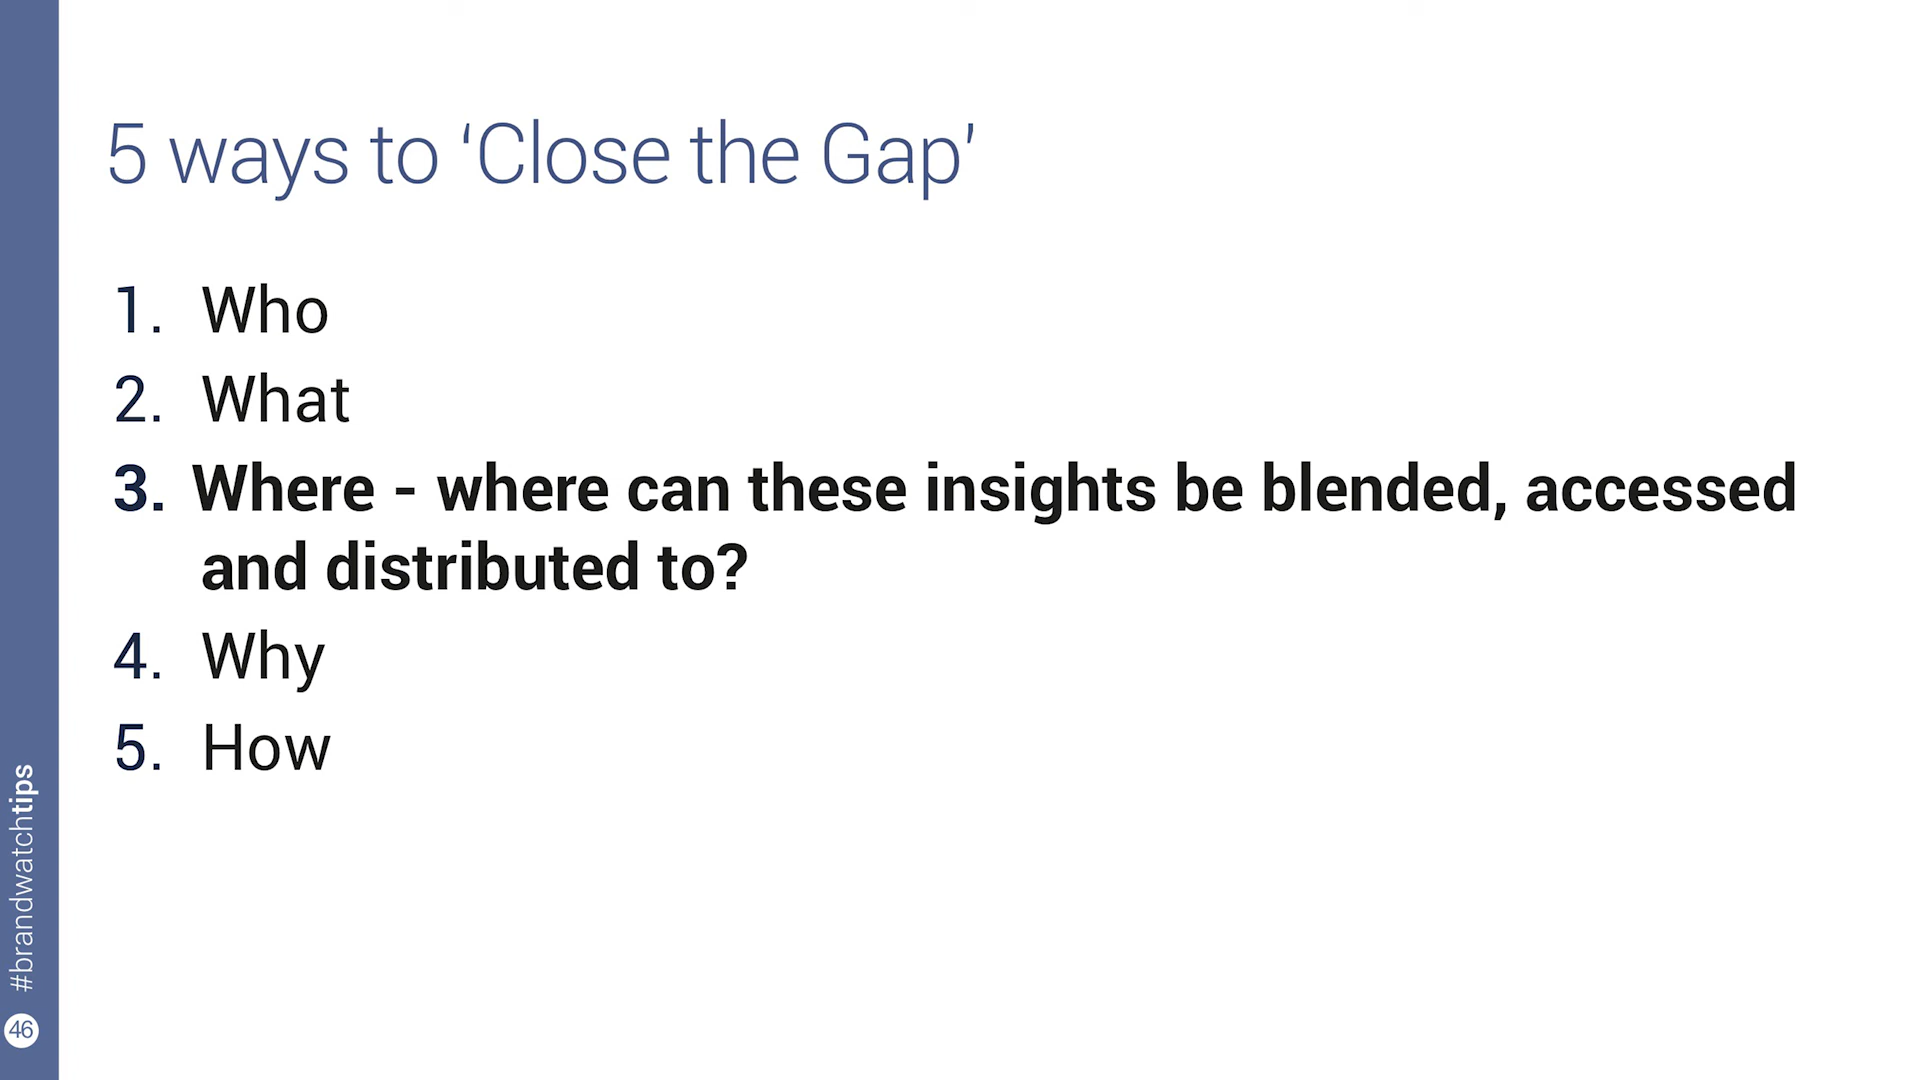 5 ways to ‘Close the Gap’
1. Who
2. What
3. Where - where can these insights be blended, accessed
and distributed to?
4. Why
5. How
#brandwatchtips
46